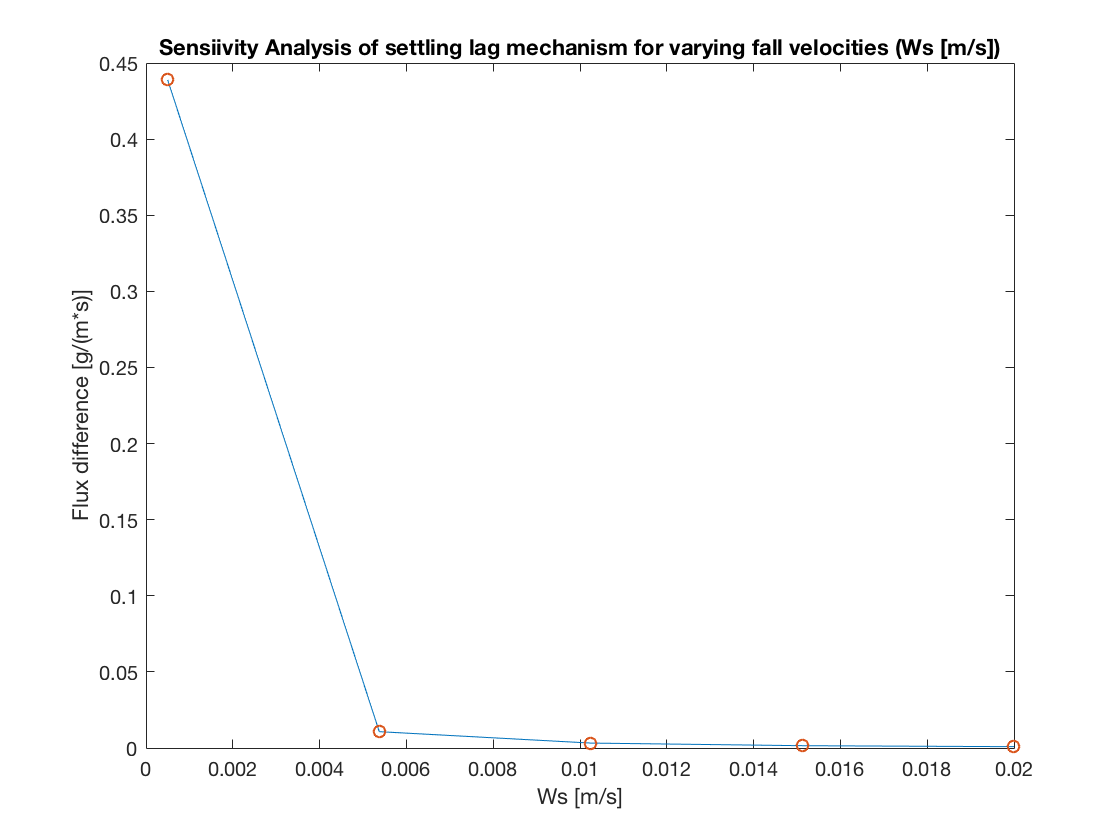 Sensiivity Analysis of settling lag mechanism for varying fall velocities (Ws [m/s])
0.45
0.4
0.35
0.3
0.25
0.2
0.15
0.1
0.05
0
Flux difference [g/(m*s)]
0 0.002 0.004 0.006 0.008 0.01 0.012 0.014 0.016 0.018 0.02
Ws [m/s]